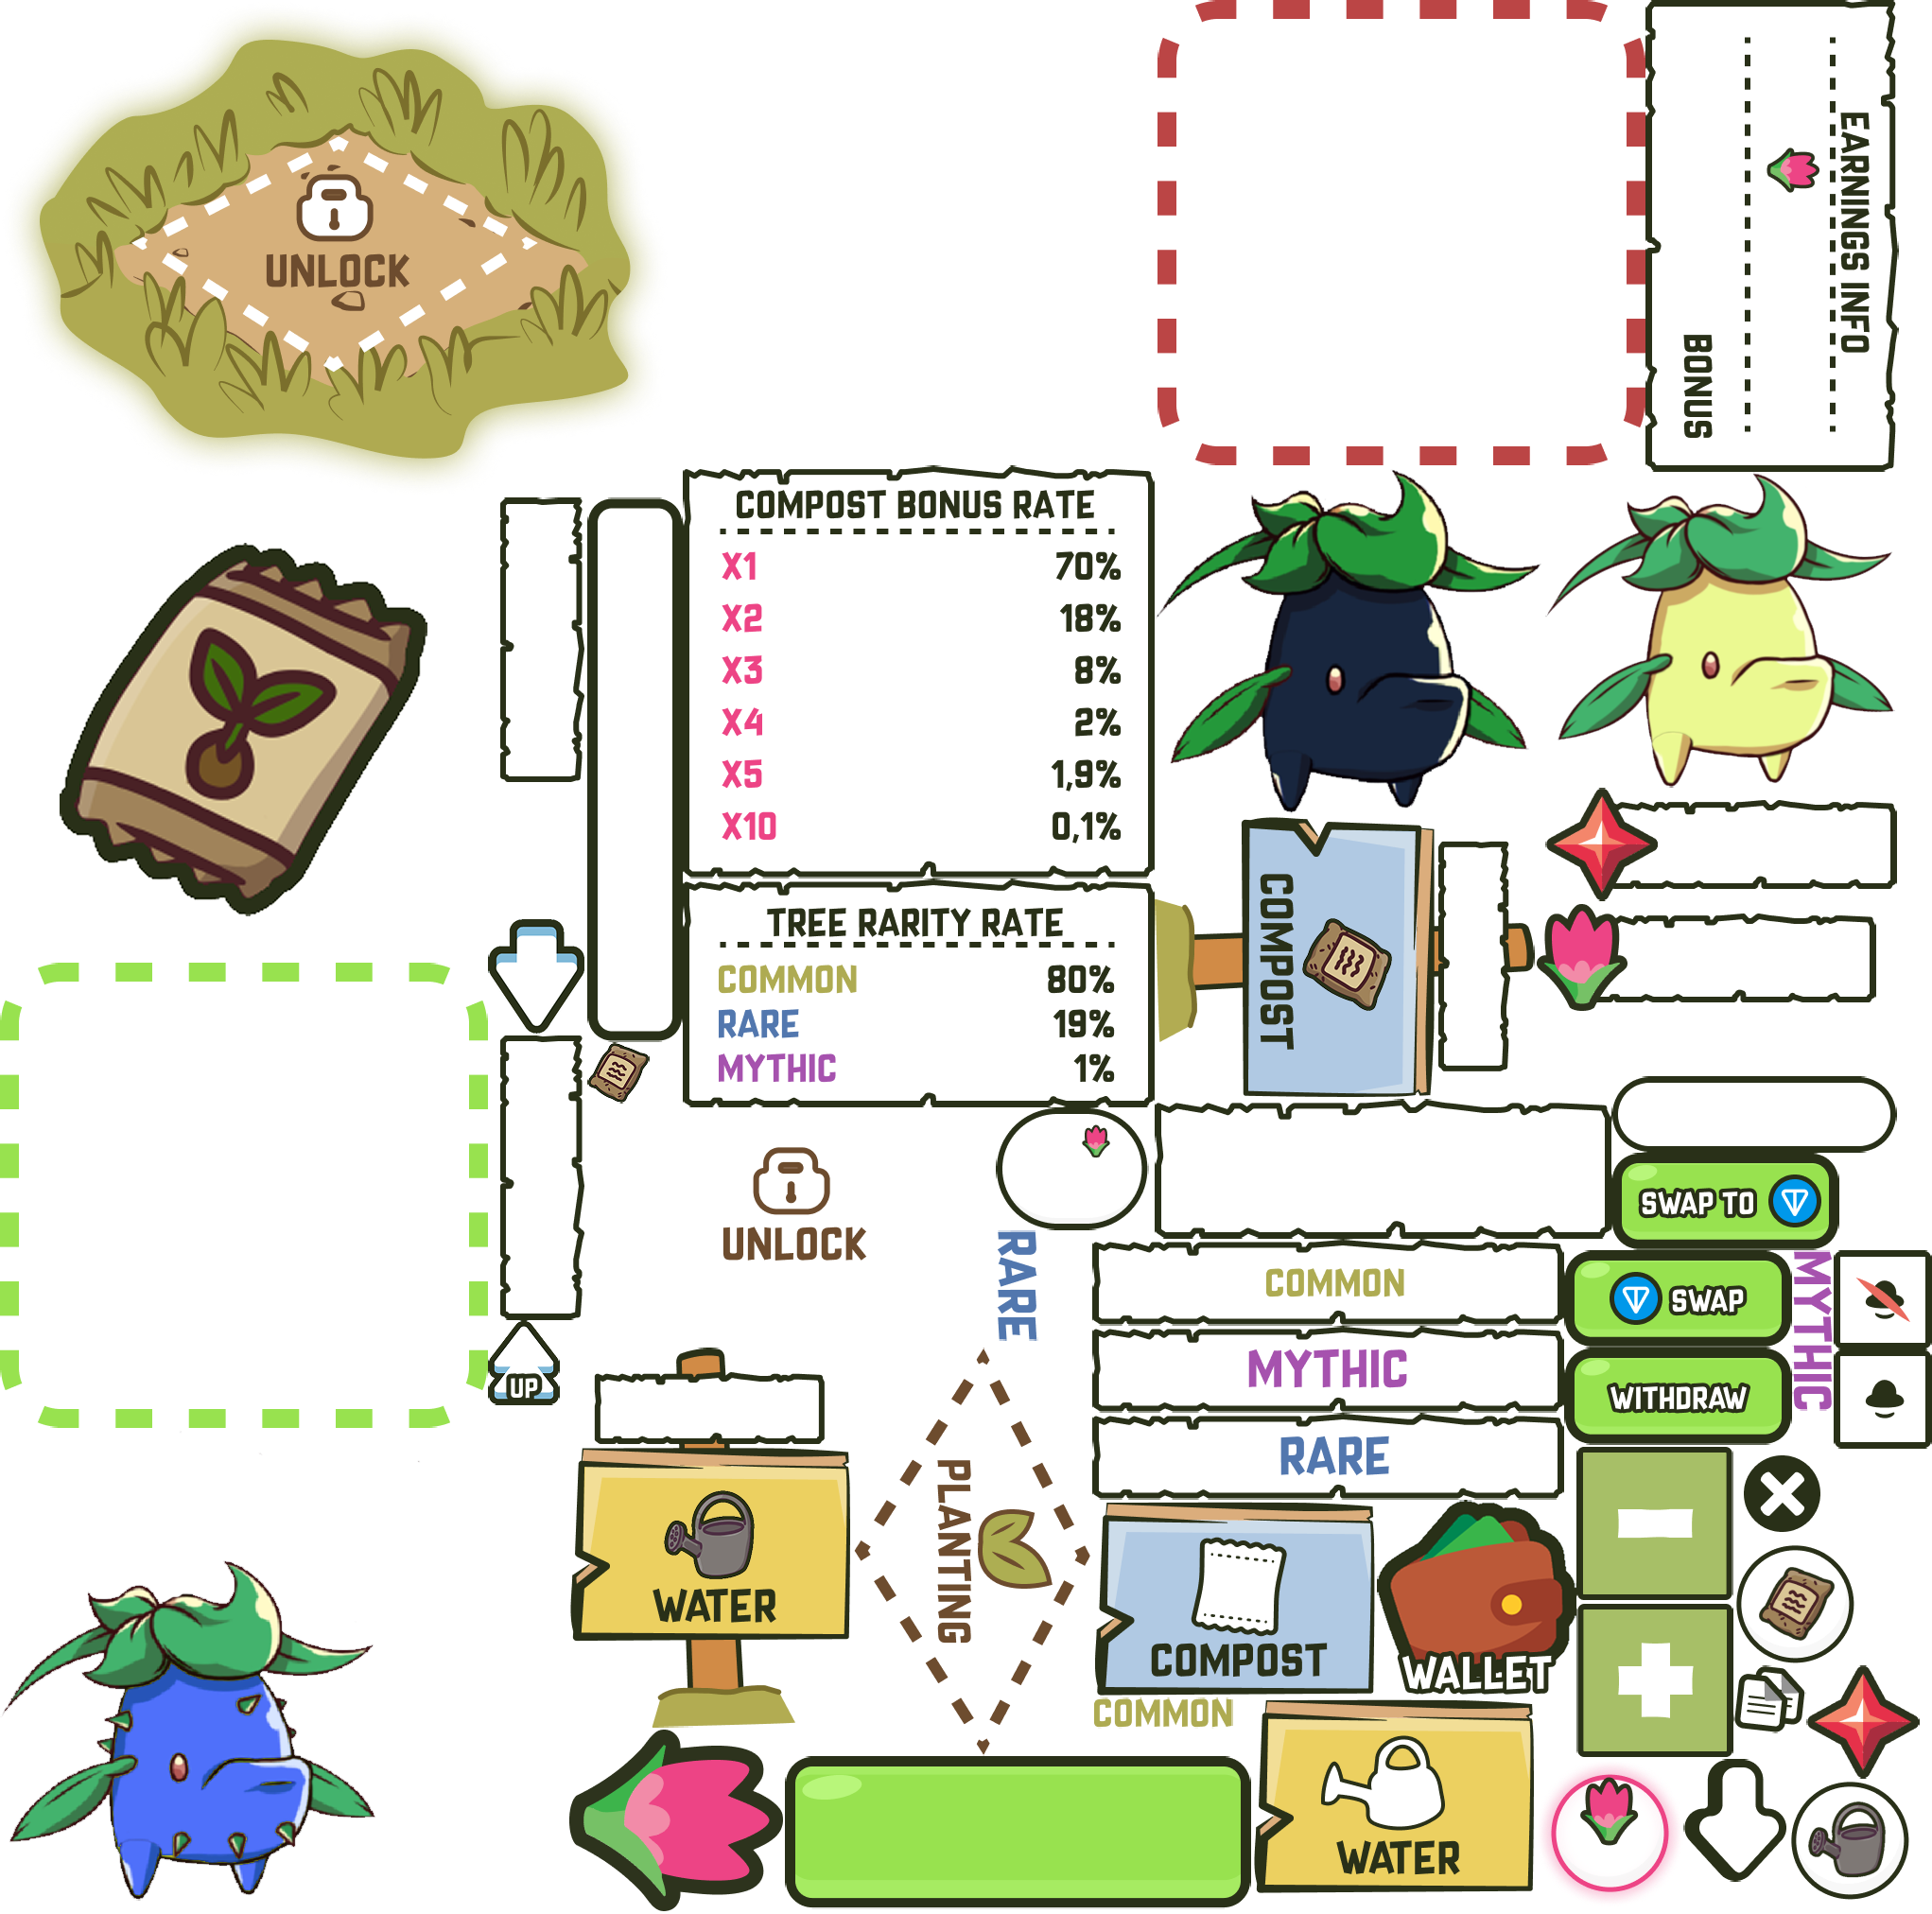 UNLOCK
EARNINGS INFO
BONUS
COMPOST BONUS RATE
X1 70%
X2 18%
X3 8%
X4 2%
X5 1,9%
X10 0,1%
TREE RARITY RATE
COMMON 80%
RARE 19%
MYTHIC 1%
COMPOST
UNLOCK
RARE
SWAP TO
COMMON
SWAP
MYTHIC
MYTHIC
WITHDRAW
UP
RARE
PLANTING
WATER
COMPOST
WALLET
COMMON
WATER